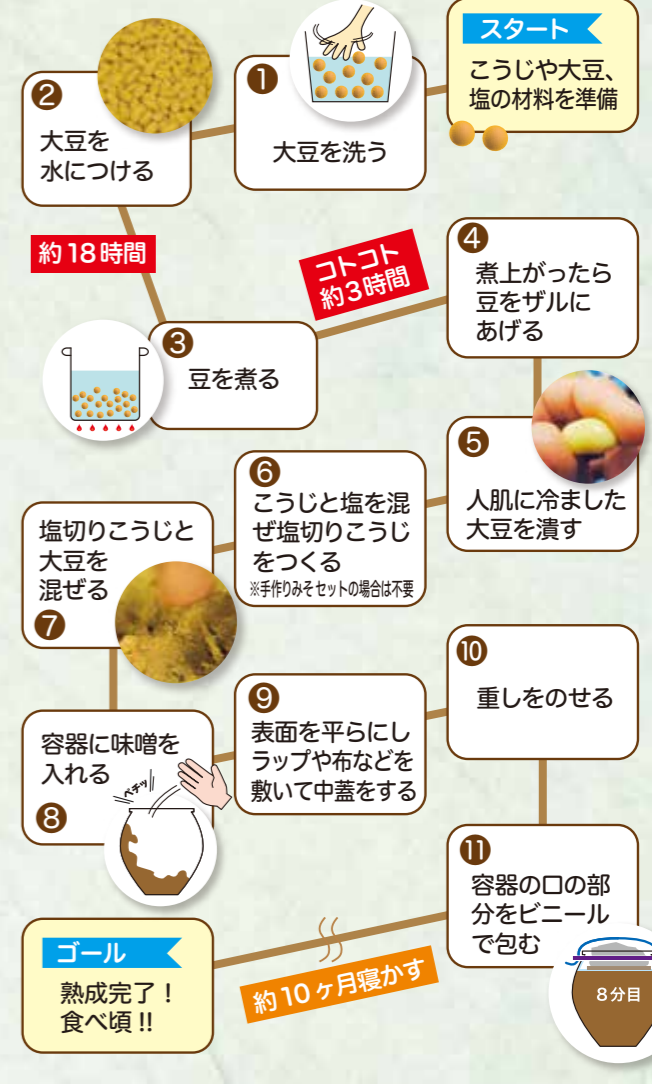 スタート
こうじや大豆、
塩の材料を準備
❶
大豆を洗う
❷
大豆を
水につける
約18時間
❸
豆を煮る
コトコト
約3時間
❹
煮上がったら
豆をザルに
あげる
❺
人肌に冷ました
大豆を潰す
❻
こうじと塩を混
ぜ塩切りこうじ
をつくる
※手作りみそセットの場合は不要
塩切りこうじと
大豆を
混ぜる
❼
容器に味噌を
入れる
❽
ペチッ
❾
表面を平らにし
ラップや布などを
敷いて中蓋をする
❿
重しをのせる
⓫
容器の口の部
分をビニール
で包む
8分目
約10ヶ月寝かす
ゴール
熟成完了！
食べ頃!!